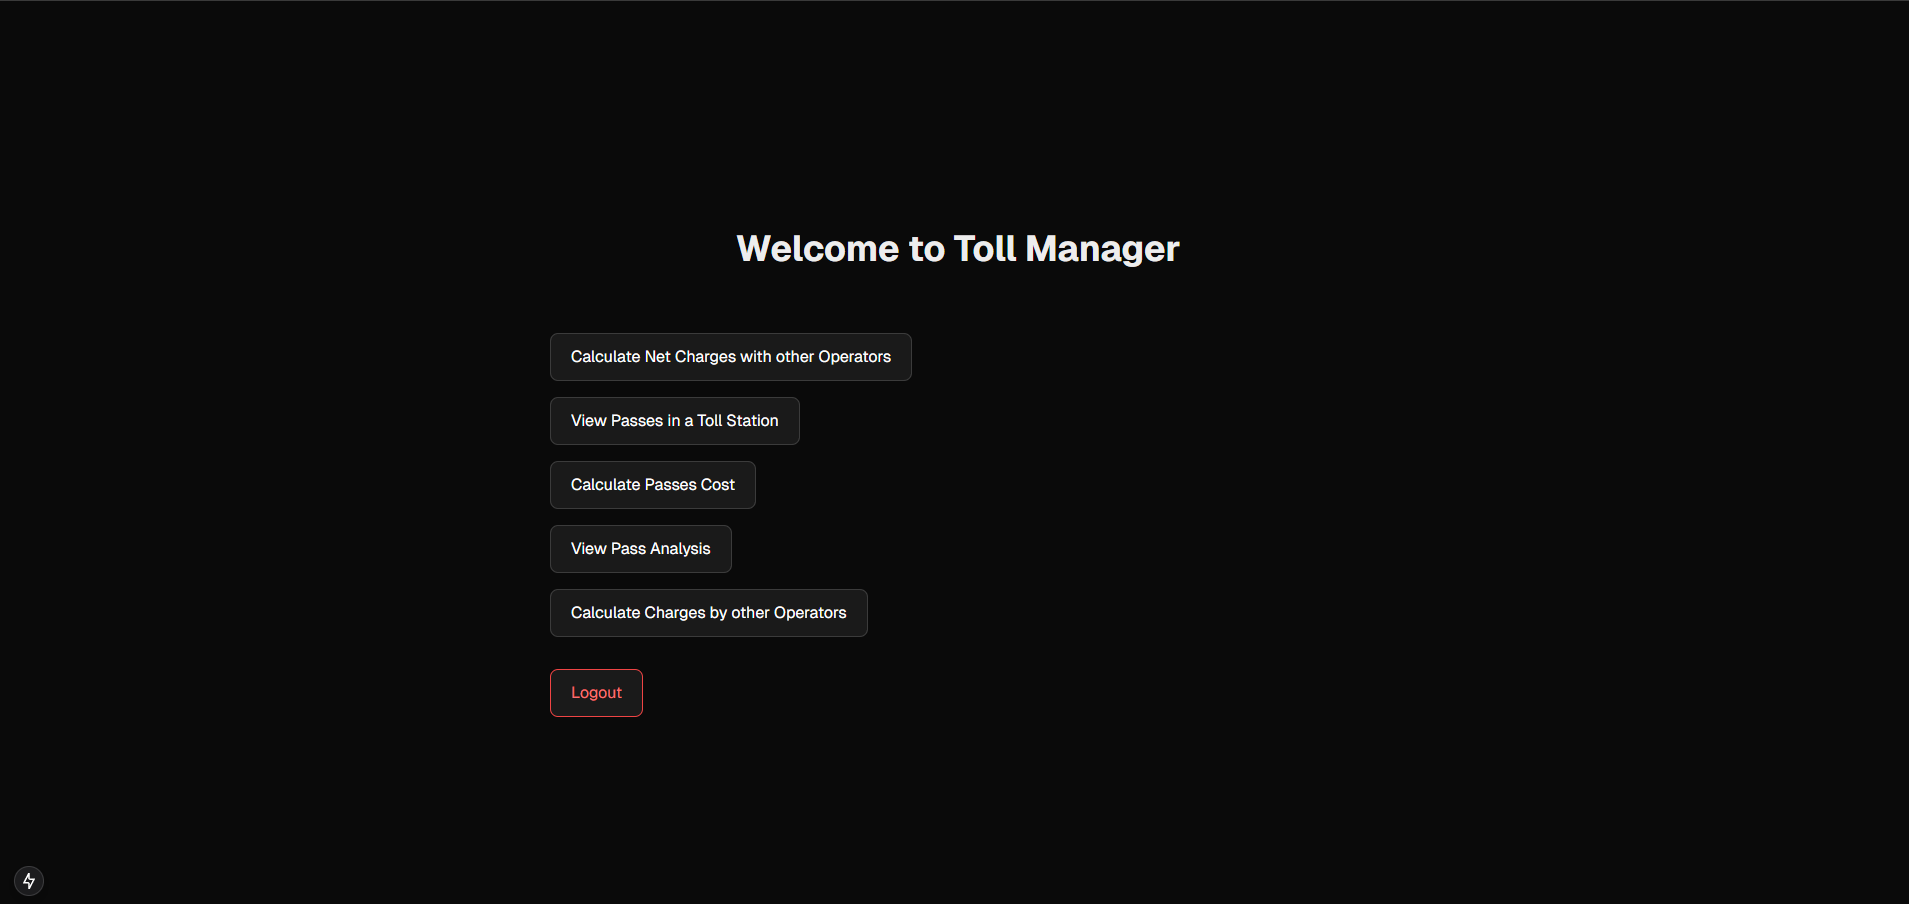 Welcome to Toll Manager
Calculate Net Charges with other Operators
View Passes in a Toll Station
Calculate Passes Cost
View Pass Analysis
Calculate Charges by other Operators
Logout